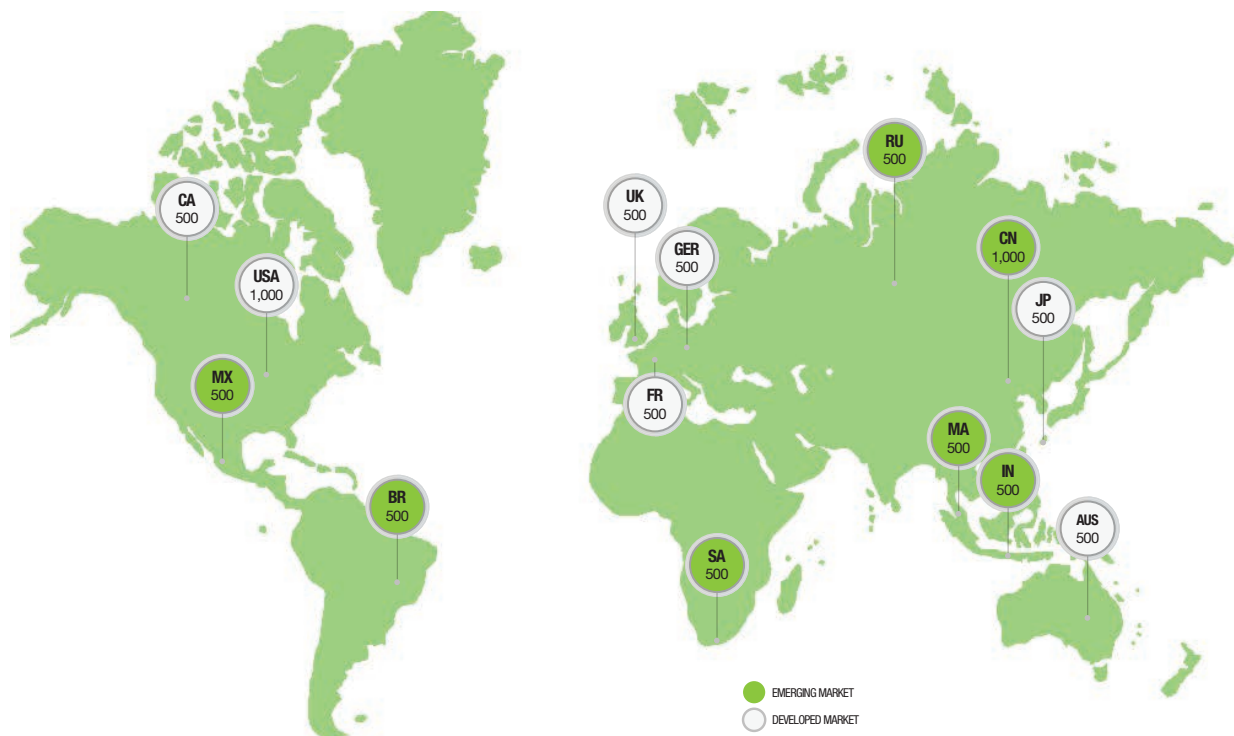 RU
500
CA
500
UK
500
CN
1,000
GER
500
USA
1,000
JP
500
MX
500
FR
500
MA
500
IN
500
BR
500
AUS
500
SA
500
EMERGING MARKET
DEVELOPED MARKET